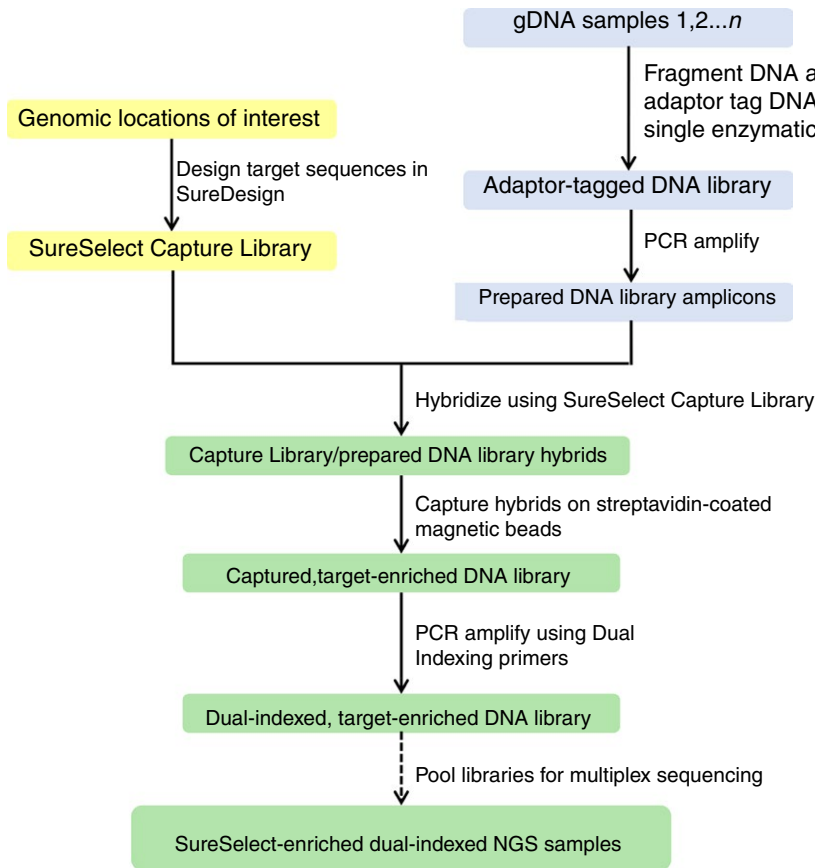 gDNA samples 1,2...n
Fragment DNA a
adaptor tag DNA
single enzymatic
Genomic locations of interest
Design target sequences in
SureDesign
Adaptor-tagged DNA library
SureSelect Capture Library
PCR amplify
Prepared DNA library amplicons
Hybridize using SureSelect Capture Library
Capture Library/prepared DNA library hybrids
Capture hybrids on streptavidin-coated
magnetic beads
Captured,target-enriched DNA library
PCR amplify using Dual
Indexing primers
Dual-indexed, target-enriched DNA library
Pool libraries for multiplex sequencing
SureSelect-enriched dual-indexed NGS samples